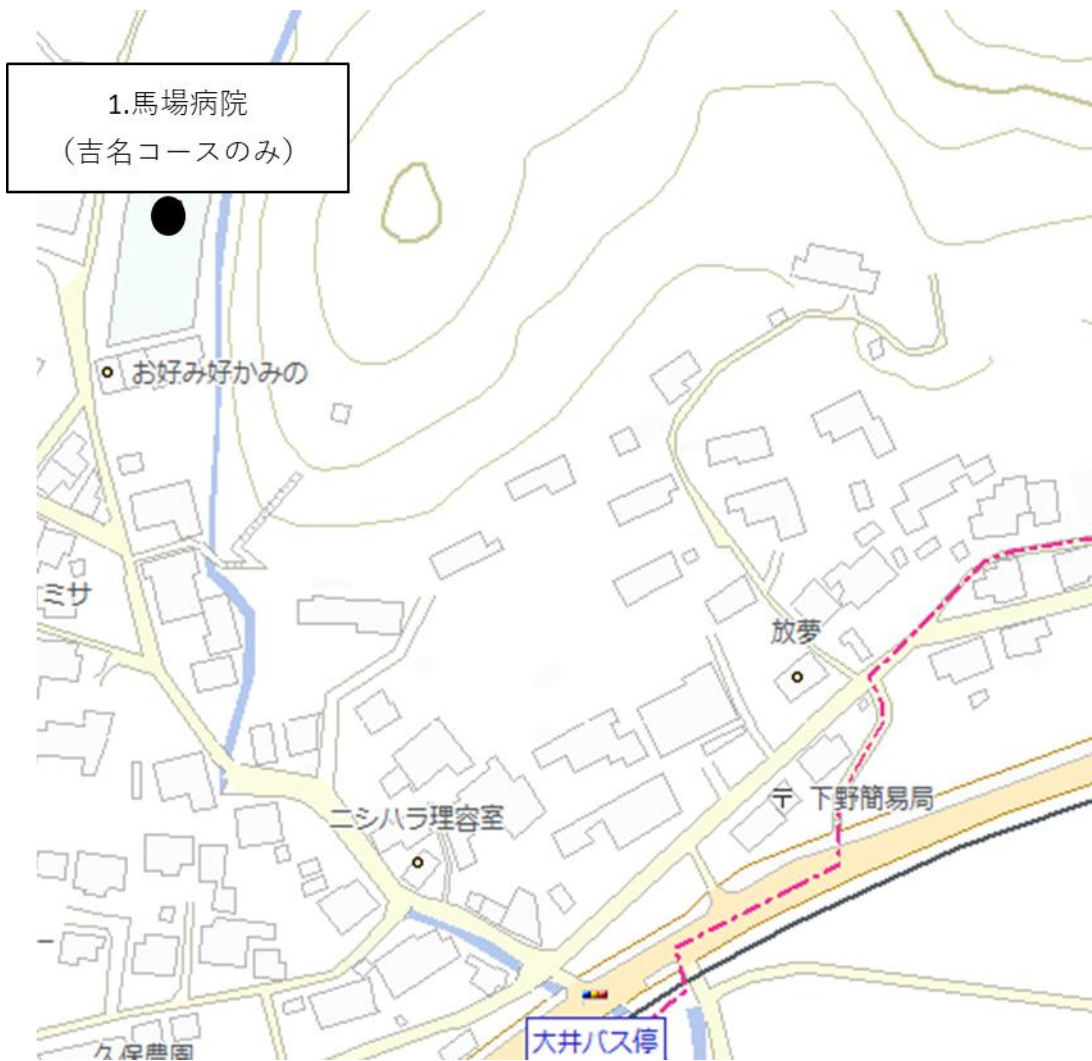 1.馬場病院
（吉名コースのみ）
お好み好かみの
ミサ
放夢
〒 下野簡易局
ニシハラ理容室
大井バス停
久保農園